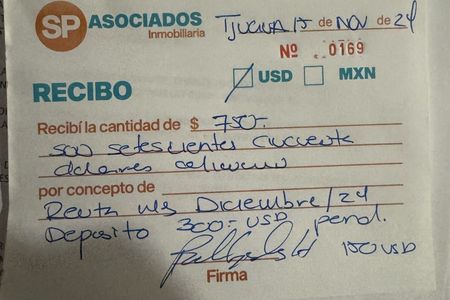 SP ASOCIADOS
Inmobiliaria
Tijuana 15 de NOV de 24
Nº 0169
USD MXN
RECIBO
Recibí la cantidad de $ 750.-
son setescientos cincuenta
dolares
por concepto de
Renta mes Diciembre/24
Deposito 300.- USD pend.
150 USD
Firma